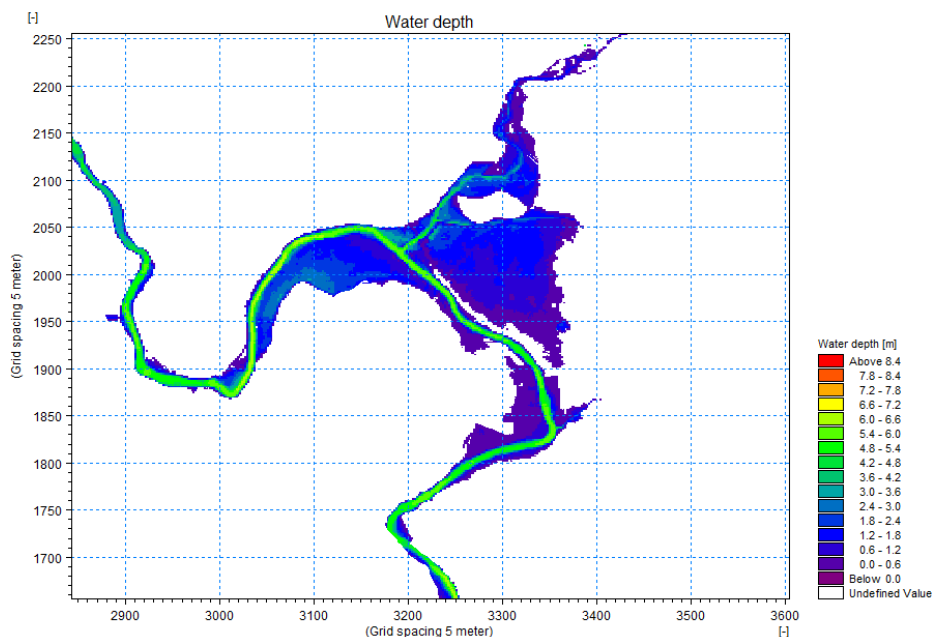 [-]
Water depth
2250
2200
2150
2100
2050
2000
1950
1900
1850
1800
1750
1700
(Grid spacing 5 meter)
2900 3000 3100 3200 3300 3400 3500 3600
(Grid spacing 5 meter)
[-]
Water depth [m]
Above 8.4
7.8 - 8.4
7.2 - 7.8
6.6 - 7.2
6.0 - 6.6
5.4 - 6.0
4.8 - 5.4
4.2 - 4.8
3.6 - 4.2
3.0 - 3.6
2.4 - 3.0
1.8 - 2.4
1.2 - 1.8
0.6 - 1.2
0.0 - 0.6
Below 0.0
Undefined Value